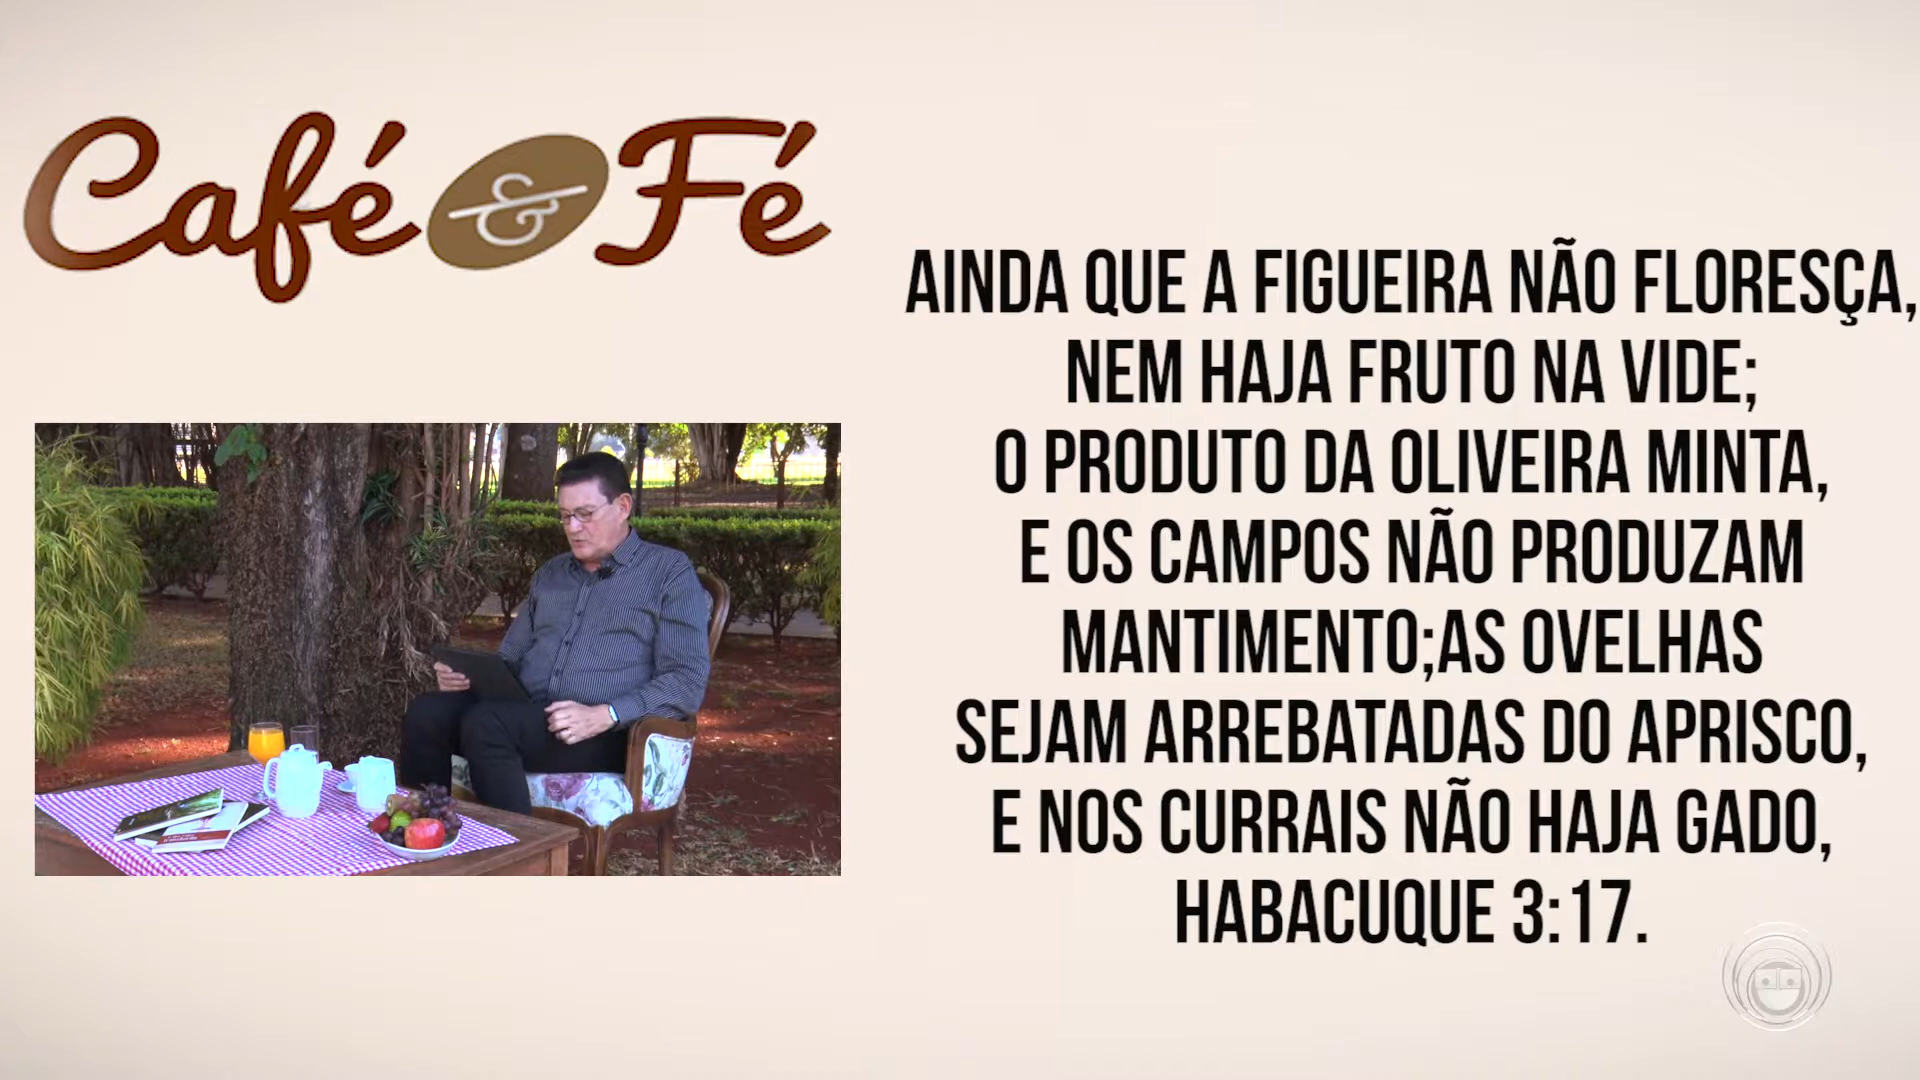 Café & Fé
AINDA QUE A FIGUEIRA NÃO FLORESÇA,
NEM HAJA FRUTO NA VIDE;
O PRODUTO DA OLIVEIRA MINTA,
E OS CAMPOS NÃO PRODUZAM
MANTIMENTO;AS OVELHAS
SEJAM ARREBATADAS DO APRISCO,
E NOS CURRAIS NÃO HAJA GADO,
HABACUQUE 3:17.